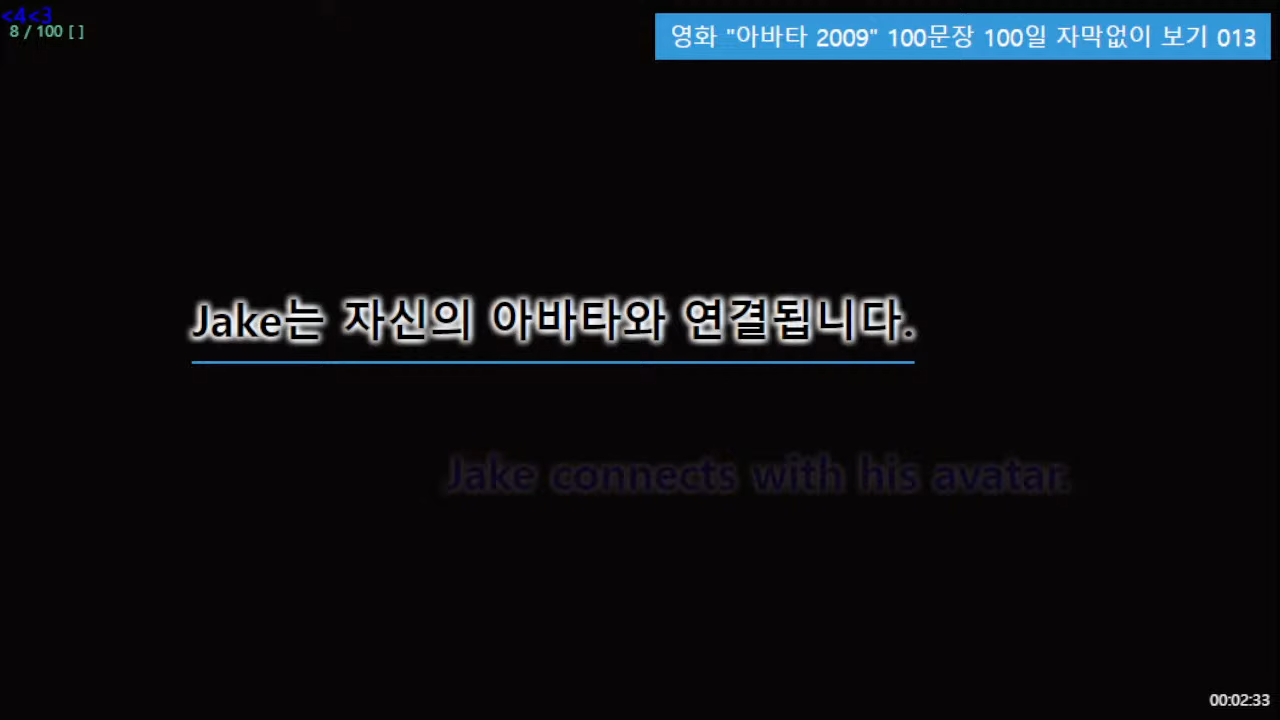 <4<3
8 / 100 [ ]
영화 "아바타 2009" 100문장 100일 자막없이 보기 013
Jake는 자신의 아바타와 연결됩니다.
Jake connects with his avatar.
00:02:33